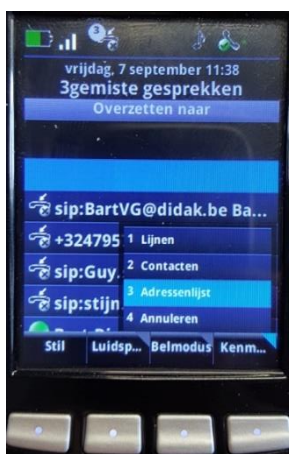 3
vrijdag, 7 september 11:38
3gemiste gesprekken
Overzetten naar
sip:BartVG@didak.be Ba...
+324795
sip:Guy.
sip:stijn
1 Lijnen
2 Contacten
3 Adressenlijst
4 Annuleren
Stil Luidsp... Belmodus Kenm...